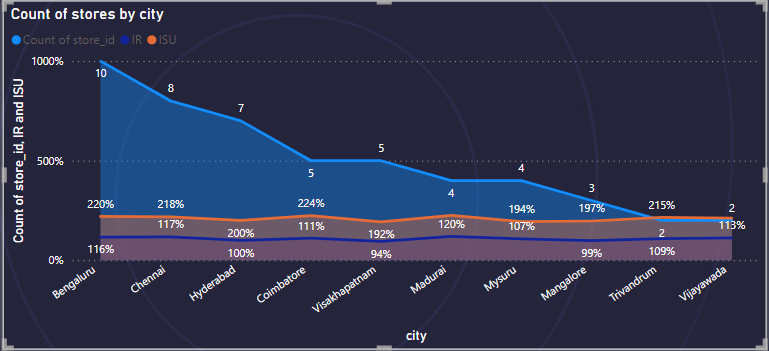 Count of stores by city
Count of store_id IR ISU
Count of store_id, IR and ISU
1000%
500%
0%
10
8
7
5
5
4
4
3
2
2
220%
218%
200%
224%
192%
194%
197%
215%
116%
117%
100%
111%
94%
120%
107%
99%
109%
113%
Bengaluru
Chennai
Hyderabad
Coimbatore
Visakhapatnam
Madurai
Mysuru
Mangalore
Trivandrum
Vijayawada
city